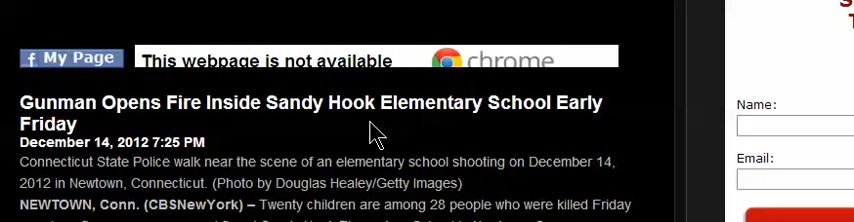 f My Page
This webpage is not available
chrome
Gunman Opens Fire Inside Sandy Hook Elementary School Early
Friday
December 14, 2012 7:25 PM
Connecticut State Police walk near the scene of an elementary school shooting on December 14,
2012 in Newtown, Connecticut. (Photo by Douglas Healey/Getty Images)
NEWTOWN, Conn. (CBSNewYork) – Twenty children are among 28 people who were killed Friday
Name:
Email: